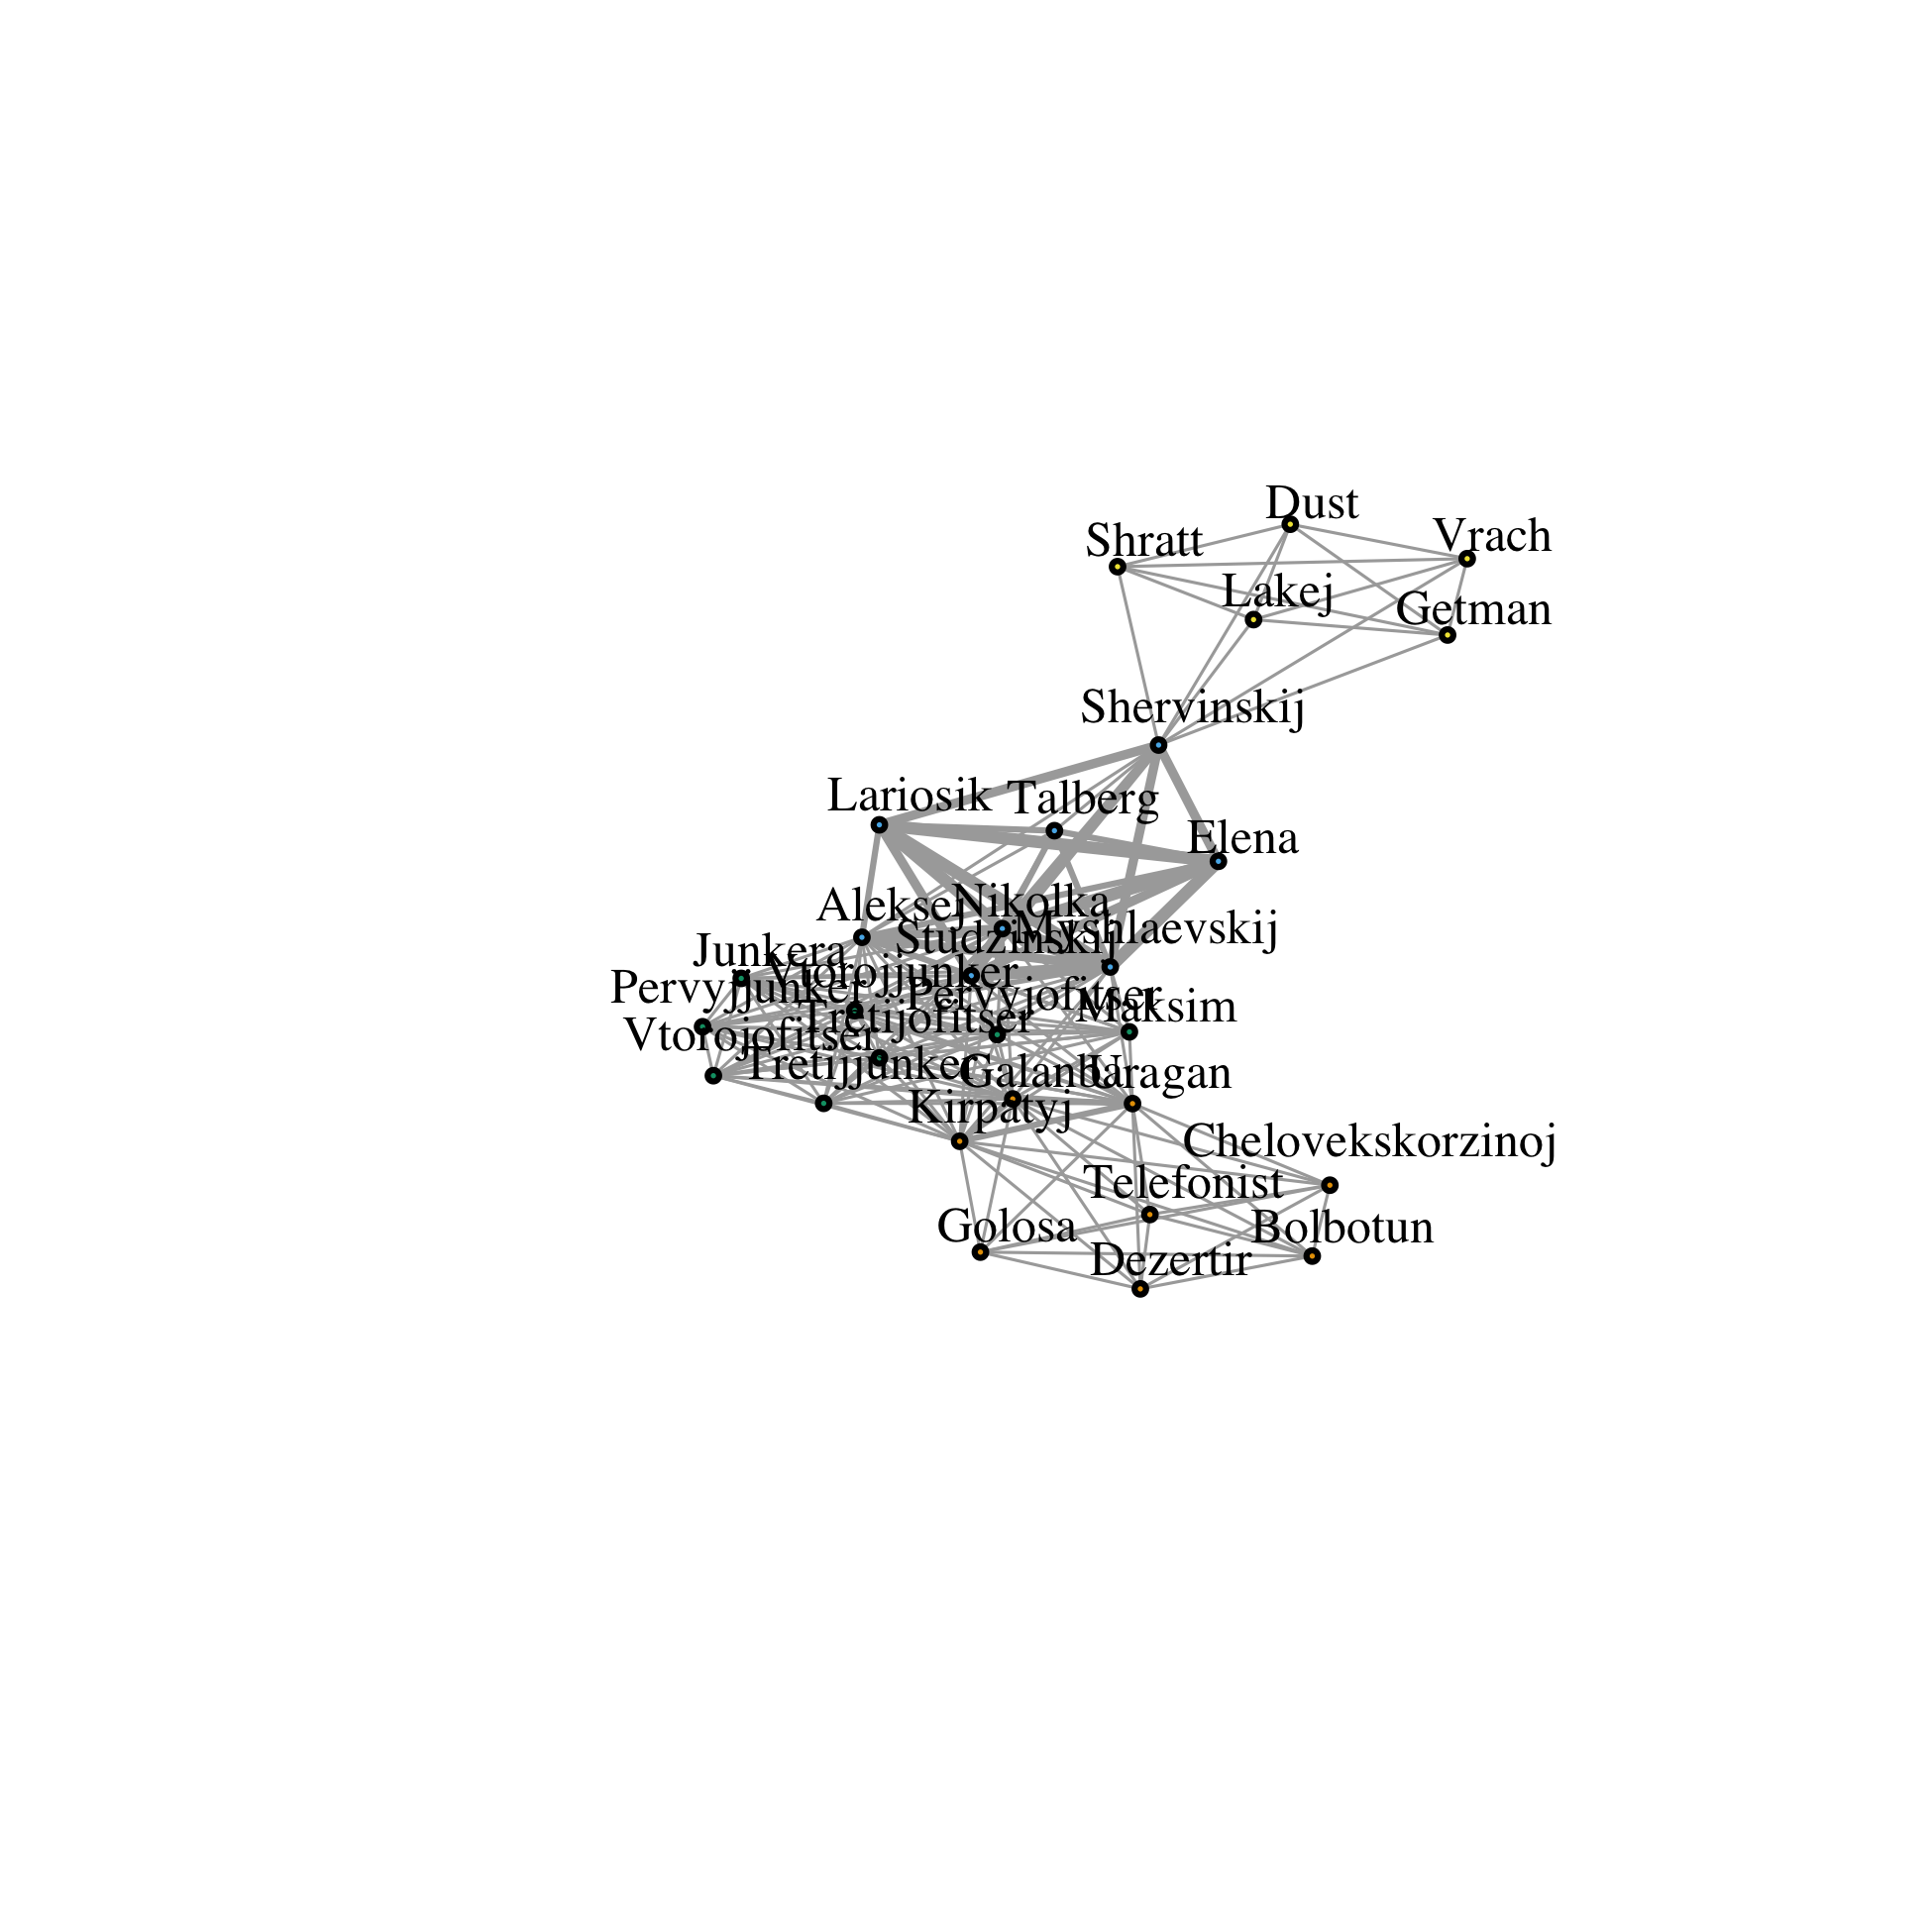 Dust
Vrach
Shratt
Lakej
Getman
Shervinskij
Lariosik
Talberg
Elena
Aleksej
Nikolka
Myshlaevskij
Studzinskij
Junkera
Vtorojjunker
Pervyjjunker
Pervyjofitser
Maksim
Tretijofitser
Vtorojofitser
Tretijjunker
Galanba
Uragan
Kirpatyj
Chelovekskorzinoj
Telefonist
Golosa
Bolbotun
Dezertir